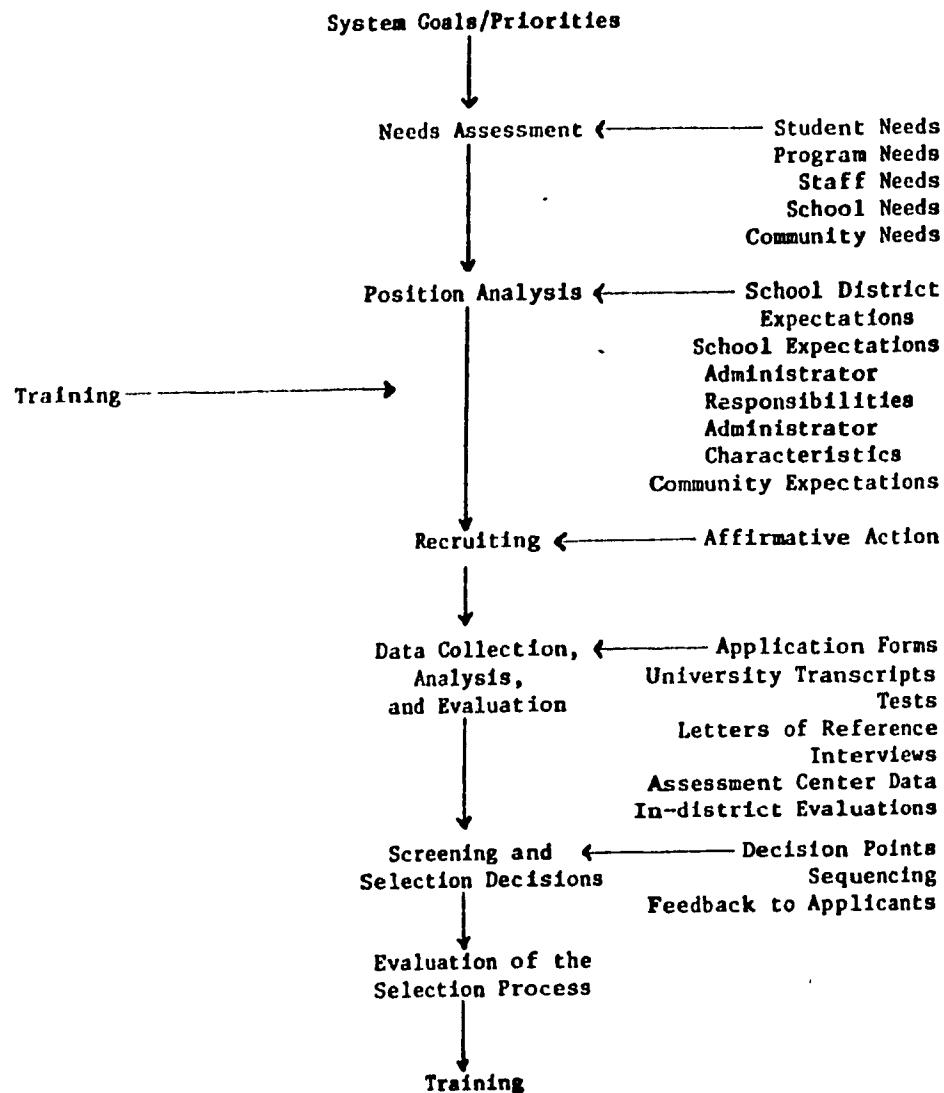 System Goals/Priorities
Needs Assessment
Student Needs
Program Needs
Staff Needs
School Needs
Community Needs
Position Analysis
School District
Expectations
School Expectations
Administrator
Responsibilities
Administrator
Characteristics
Community Expectations
Training
Recruiting
Affirmative Action
Data Collection,
Analysis,
and Evaluation
Application Forms
University Transcripts
Tests
Letters of Reference
Interviews
Assessment Center Data
In-district Evaluations
Screening and
Selection Decisions
Decision Points
Sequencing
Feedback to Applicants
Evaluation of the
Selection Process
Training